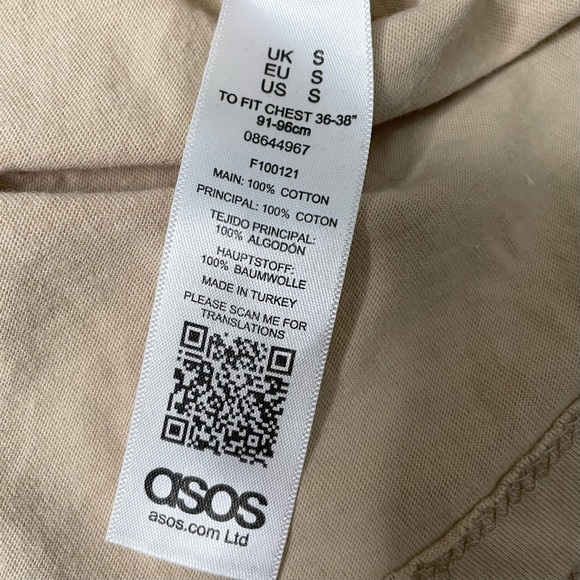 UK S
EU S
US S
TO FIT CHEST 36-38"
91-96cm
08644967
F100121
MAIN: 100% COTTON
PRINCIPAL: 100% COTON
TEJIDO PRINCIPAL:
100% ALGODÓN
HAUPTSTOFF:
100% BAUMWOLLE
MADE IN TURKEY
PLEASE SCAN ME FOR
TRANSLATIONS
asos
asos.com Ltd